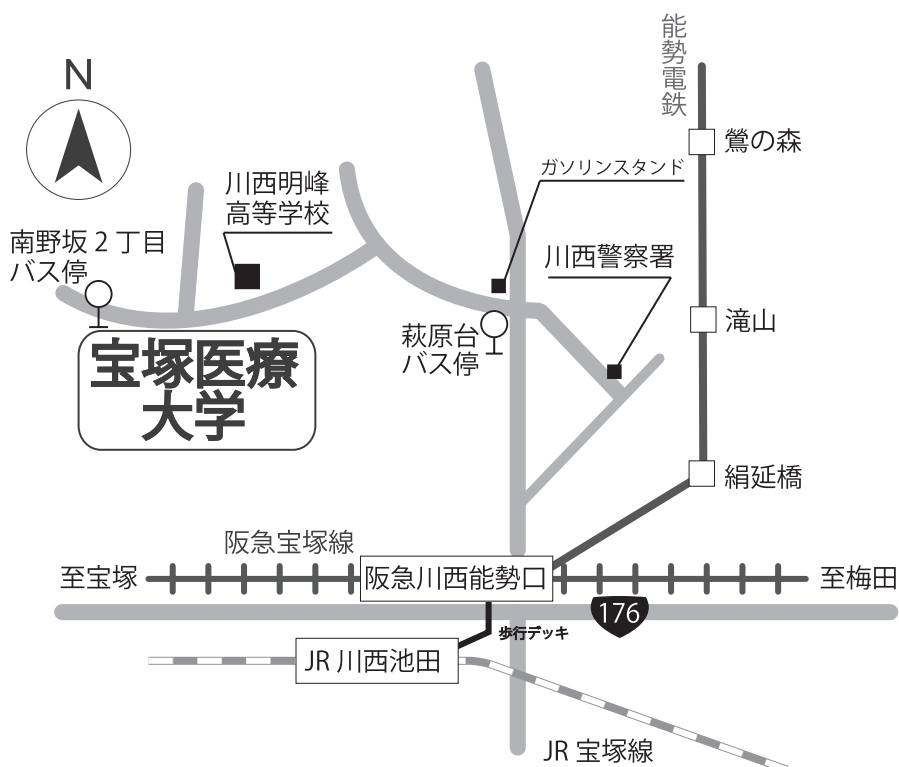 能勢電鉄
N
鶯の森
ガソリンスタンド
川西明峰
高等学校
南野坂2丁目
バス停
川西警察署
滝山
萩原台
バス停
宝塚医療
大学
絹延橋
阪急宝塚線
至宝塚
阪急川西能勢口
至梅田
176
歩行デッキ
JR川西池田
JR宝塚線